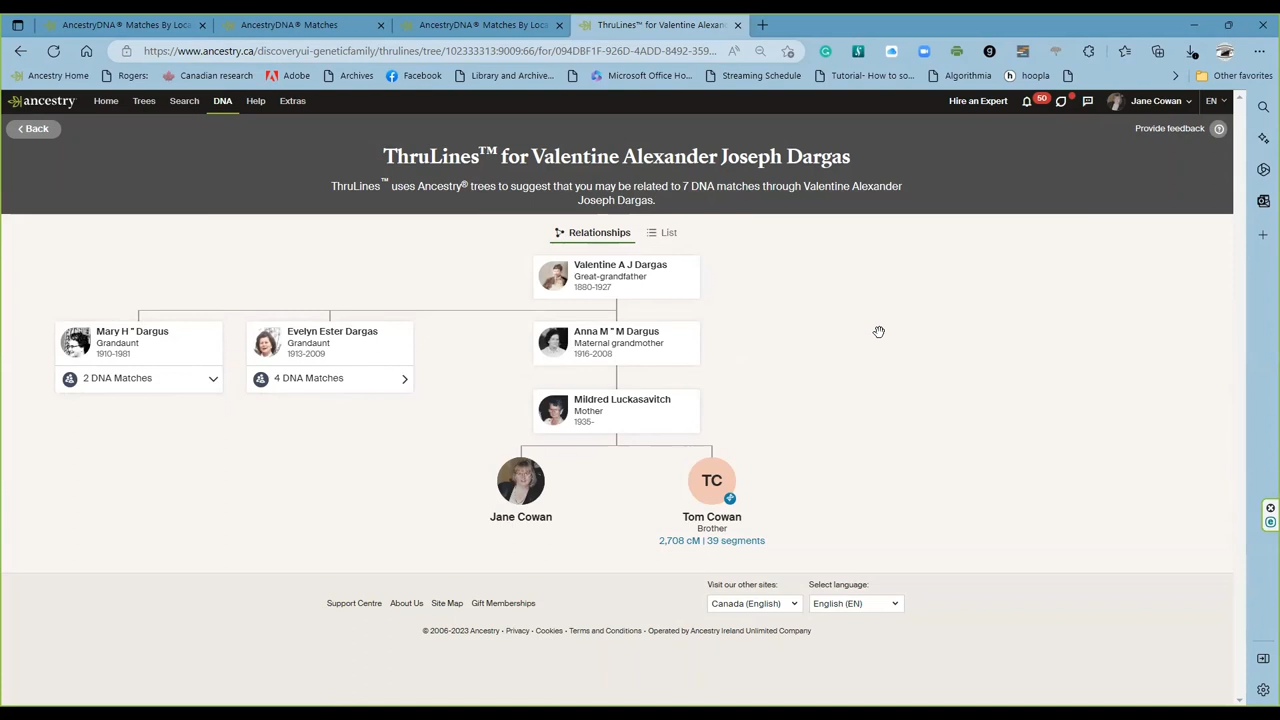 AncestryDNA® Matches By Loca
AncestryDNA® Matches
AncestryDNA® Matches By Loca
ThruLines™ for Valentine Alexan
https://www.ancestry.ca/discoveryui-geneticfamily/thrulines/tree/102333313:9009:66/for/094DBF1F-926D-4ADD-8492-359...
Ancestry Home
Rogers:
Canadian research
Adobe
Archives
Facebook
Library and Archive...
Microsoft Office Ho...
Streaming Schedule
Tutorial- How to so...
Algorithmia
hoopla
Other favorites
ancestry
Home
Trees
Search
DNA
Help
Extras
Hire an Expert
50
Jane Cowan
EN
Back
Provide feedback
ThruLines™ for Valentine Alexander Joseph Dargas
ThruLines™ uses Ancestry® trees to suggest that you may be related to 7 DNA matches through Valentine Alexander
Joseph Dargas.
Relationships
List
Valentine A J Dargas
Great-grandfather
1880-1927
Mary H " Dargus
Grandaunt
1910-1981
2 DNA Matches
Evelyn Ester Dargas
Grandaunt
1913-2009
4 DNA Matches
Anna M " M Dargus
Maternal grandmother
1916-2008
Mildred Luckasavitch
Mother
1935-
Jane Cowan
TC
Tom Cowan
Brother
2,708 cM | 39 segments
Visit our other sites:
Select language:
Support Centre
About Us
Site Map
Gift Memberships
Canada (English)
English (EN)
© 2006-2023 Ancestry • Privacy • Cookies • Terms and Conditions • Operated by Ancestry Ireland Unlimited Company